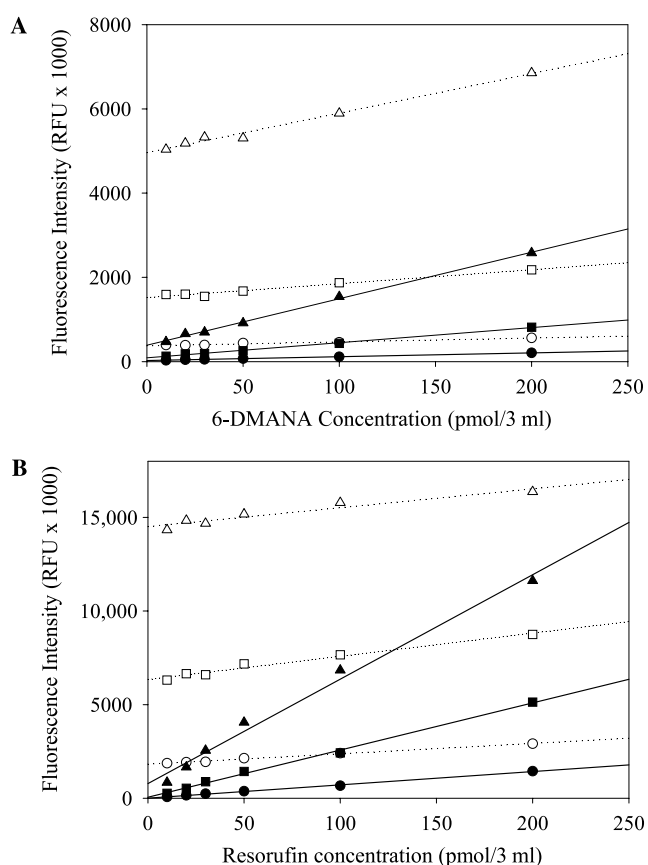 A
Fluorescence Intensity (RFU x 1000)
8000
6000
4000
2000
0
0 50 100 150 200 250
6-DMANA Concentration (pmol/3 ml)
B
Fluorescence Intensity (RFU x 1000)
15,000
10,000
5000
0
0 50 100 150 200 250
Resorufin concentration (pmol/3 ml)